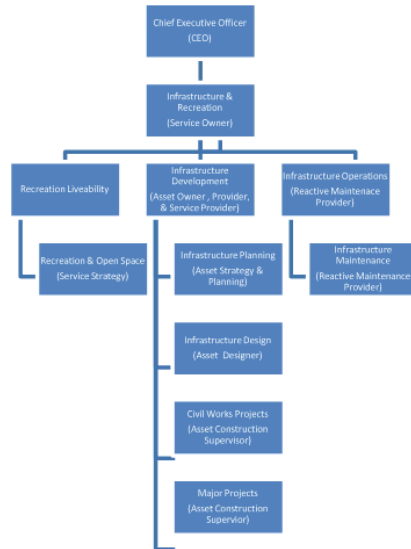 Chief Executive Officer
(CEO)
Infrastructure &
Recreation
(Service Owner)
Recreation Liveability
Infrastructure
Development
(Asset Owner , Provider,
& Service Provider)
Infrastructure Operations
(Reactive Maintenace
Provider)
Recreation & Open Space
(Service Strategy)
Infrastructure Planning
(Asset Strategy &
Planning)
Infrastructure
Maintenance
(Reactive Maintenance
Provider)
Infrastructure Design
(Asset Designer)
Civil Works Projects
(Asset Construction
Supervisor)
Major Projects
(Asset Construction
Supervior)